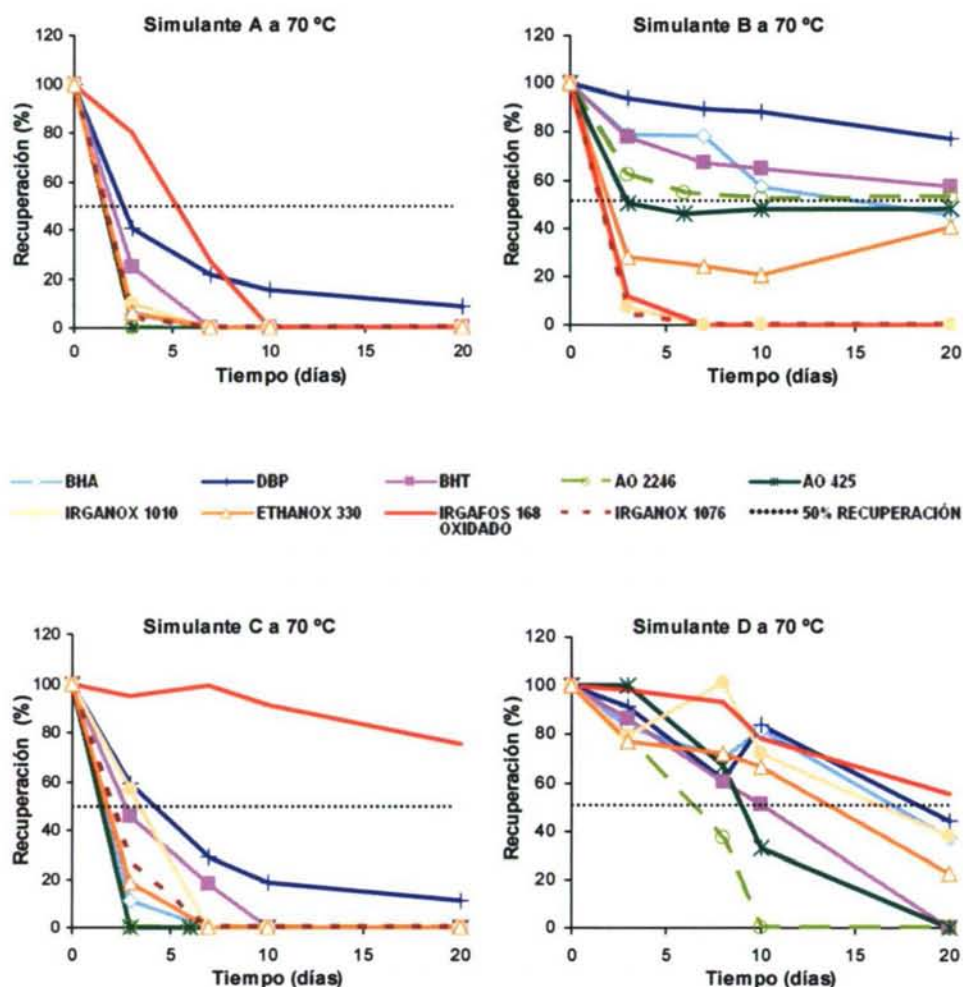 Simulante A a 70 ºC
Recuperación (%)
120
100
80
60
40
20
0
0 5 10 15 20
Tiempo (días)
Simulante B a 70 ºC
Recuperación (%)
120
100
80
60
40
20
0
0 5 10 15 20
Tiempo (días)
BHA DBP BHT AO 2246 AO 425
IRGANOX 1010 ETHANOX 330 IRGAFOS 168 OXIDADO IRGANOX 1076 50% RECUPERACIÓN
Simulante C a 70 ºC
Recuperación (%)
120
100
80
60
40
20
0
0 5 10 15 20
Tiempo (días)
Simulante D a 70 ºC
Recuperación (%)
120
100
80
60
40
20
0
0 5 10 15 20
Tiempo (días)